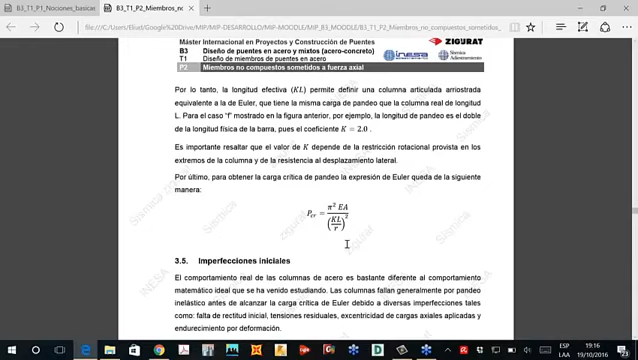 B3_T1_P1_Nociones_basicas
B3_T1_P2_Miembros_no
file:///C:/Users/Eliud/Google%20Drive/MIP/MIP-DESARROLLO/MIP-MOODLE/MIP_B3_MOODLE/B3_T1_P2_Miembros_no_compuestos_sometidos_
Máster Internacional en Proyectos y Construcción de Puentes
ZIGURAT
B3 Diseño de puentes en acero y mixtos (acero-concreto)
T1 Diseño de miembros de puentes en acero
inesa
Sísmica Adiestramiento
P2 Miembros no compuestos sometidos a fuerza axial
Por lo tanto, la longitud efectiva (KL) permite definir una columna articulada arriostrada
equivalente a la de Euler, que tiene la misma carga de pandeo que la columna real de longitud
L. Para el caso "f" mostrado en la figura anterior, por ejemplo, la longitud de pandeo es el doble
de la longitud física de la barra, pues el coeficiente K = 2.0 .
Es importante resaltar que el valor de K depende de la restricción rotacional provista en los
extremos de la columna y de la resistencia al desplazamiento lateral.
Por último, para obtener la carga crítica de pandeo la expresión de Euler queda de la siguiente
manera:
P_cr = π² EA / (KL/r)²
3.5. Imperfecciones iniciales
El comportamiento real de las columnas de acero es bastante diferente al comportamiento
matemático ideal que se ha venido estudiando. Las columnas fallan generalmente por pandeo
inelástico antes de alcanzar la carga crítica de Euler debido a diversas imperfecciones tales
como: falta de rectitud inicial, tensiones residuales, excentricidad de cargas axiales aplicadas y
endurecimiento por deformación.
ESP
LAA
19:16
19/10/2016